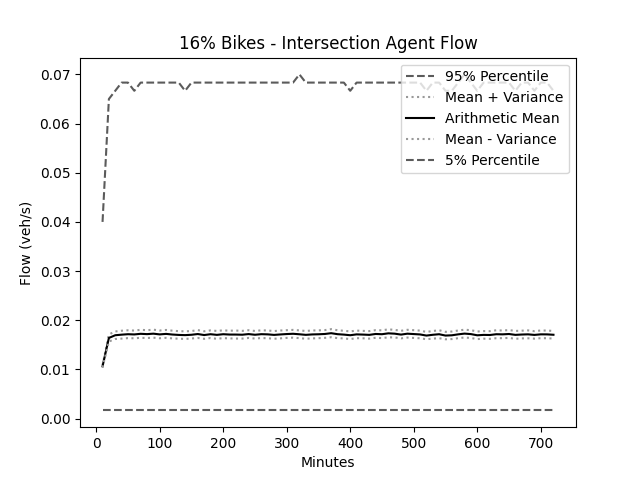 16% Bikes - Intersection Agent Flow
95% Percentile
Mean + Variance
Arithmetic Mean
Mean - Variance
5% Percentile
Flow (veh/s)
0.07
0.06
0.05
0.04
0.03
0.02
0.01
0.00
0 100 200 300 400 500 600 700
Minutes